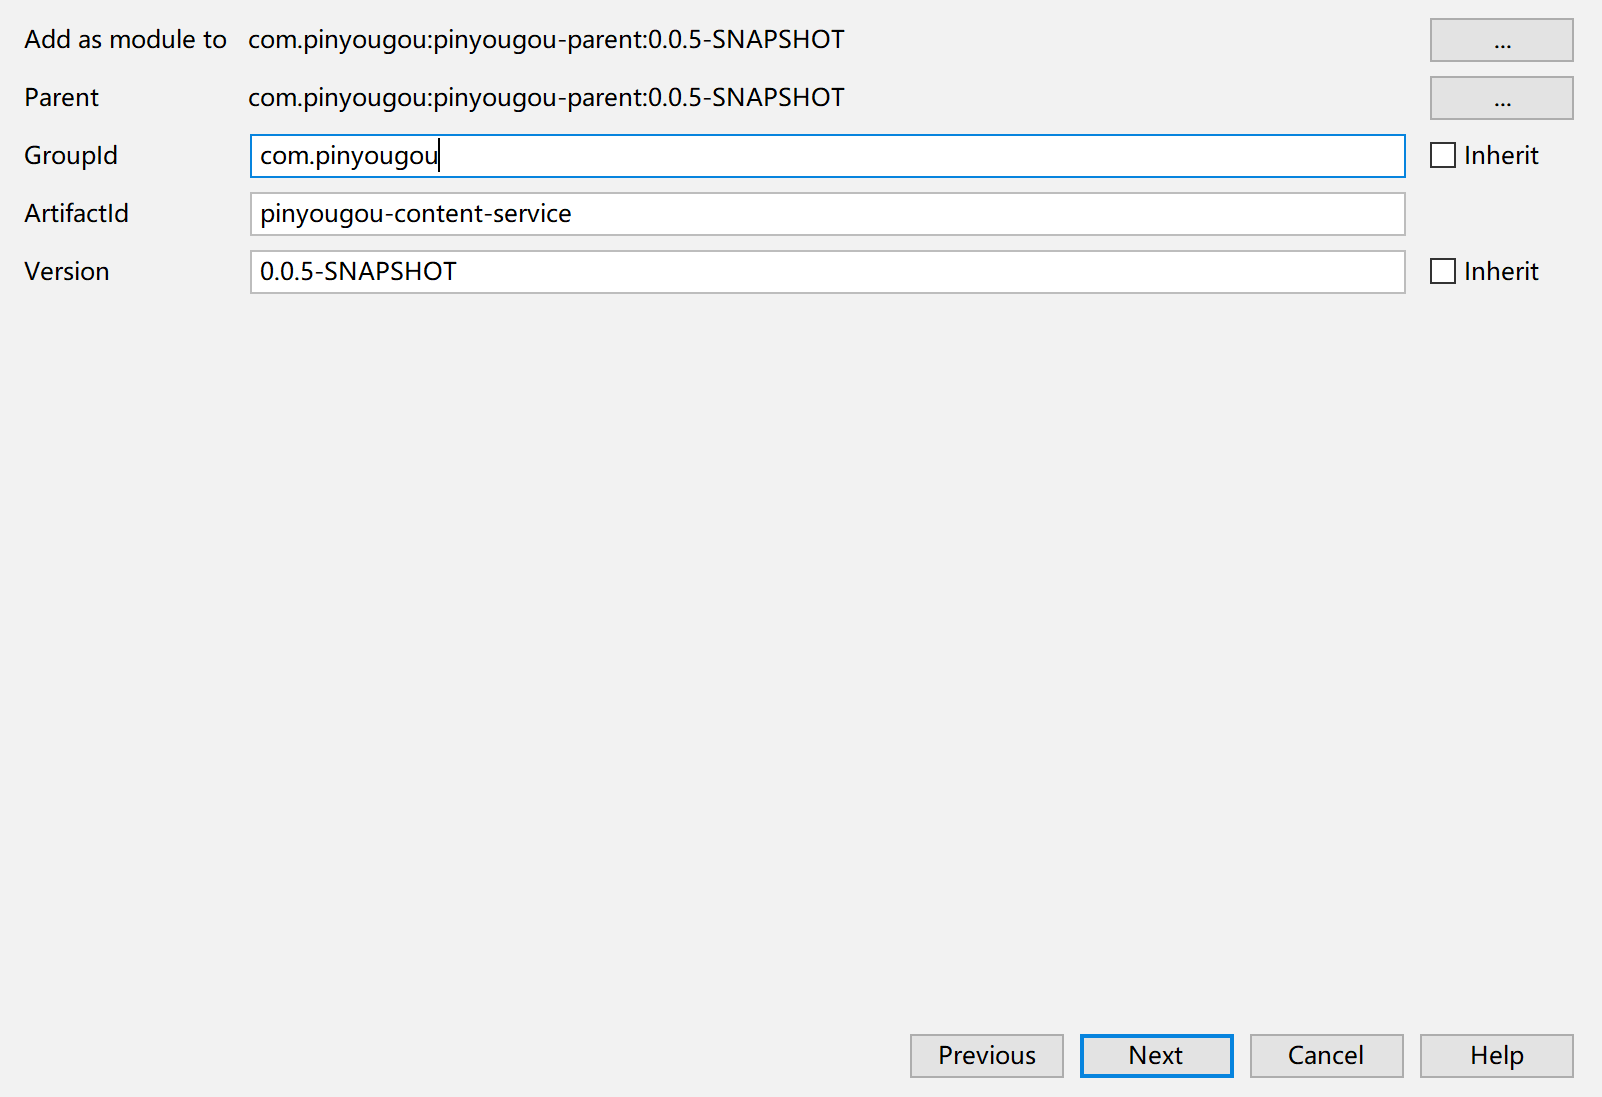 Add as module to com.pinyougou:pinyougou-parent:0.0.5-SNAPSHOT ...
Parent com.pinyougou:pinyougou-parent:0.0.5-SNAPSHOT ...
GroupId com.pinyougou Inherit
ArtifactId pinyougou-content-service
Version 0.0.5-SNAPSHOT Inherit
Previous Next Cancel Help